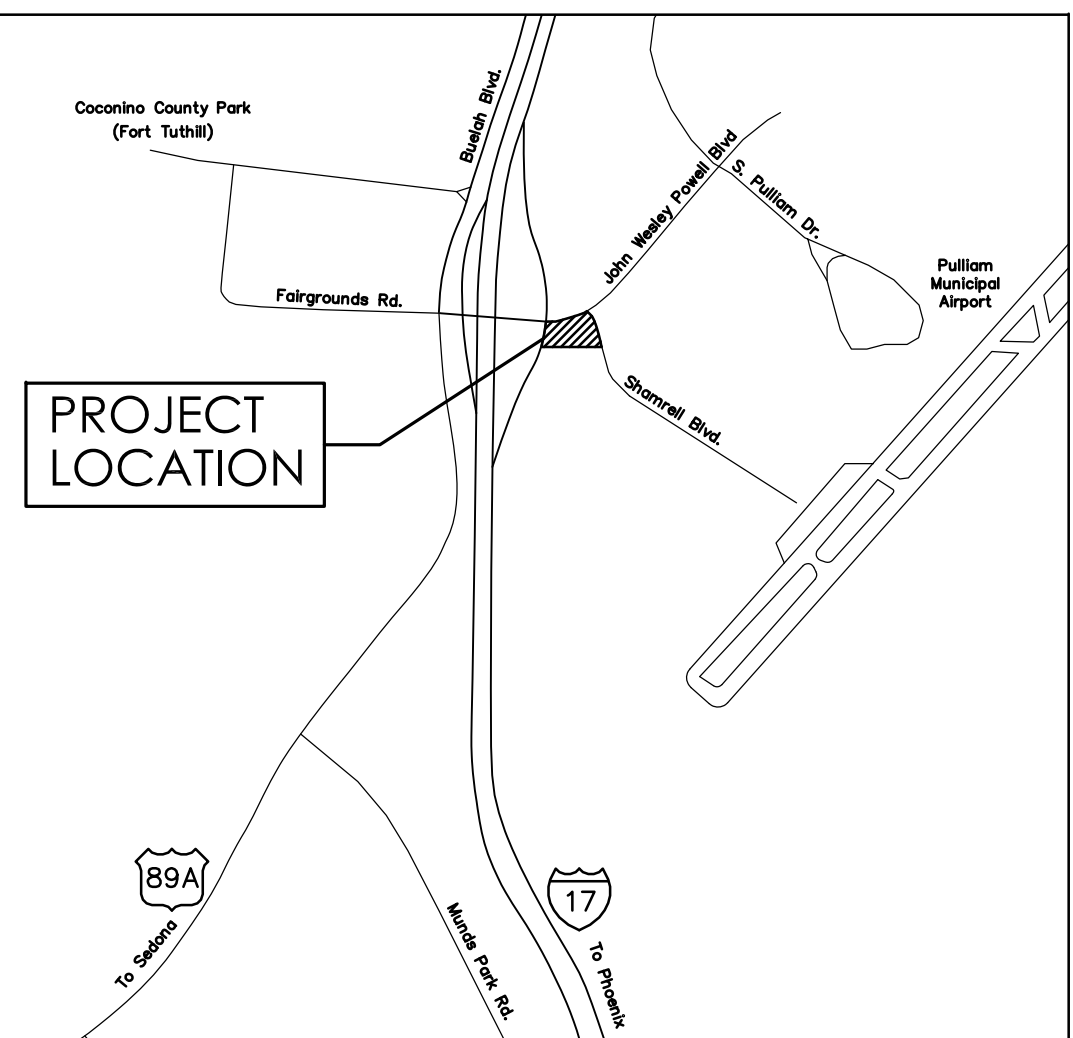 Coconino County Park
(Fort Tuthill)
Buelah Blvd.
John Wesley Powell Blvd
S. Pulliam Dr.
Pulliam
Municipal
Airport
Fairgrounds Rd.
PROJECT
LOCATION
Shamrell Blvd.
89A
To Sedona
Munds Park Rd.
17
To Phoenix